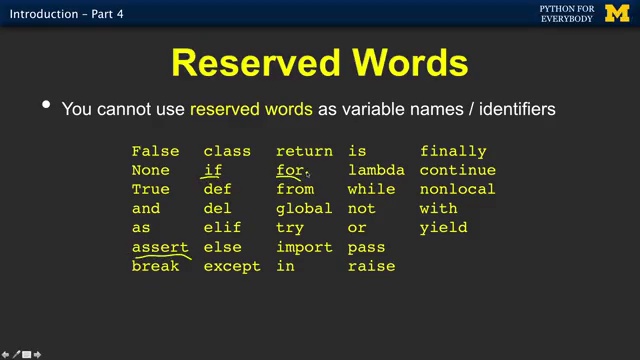 Introduction – Part 4
PYTHON FOR
EVERYBODY
M
Reserved Words
• You cannot use reserved words as variable names / identifiers
False class return is finally
None if for lambda continue
True def from while nonlocal
and del global not with
as elif try or yield
assert else import pass
break except in raise